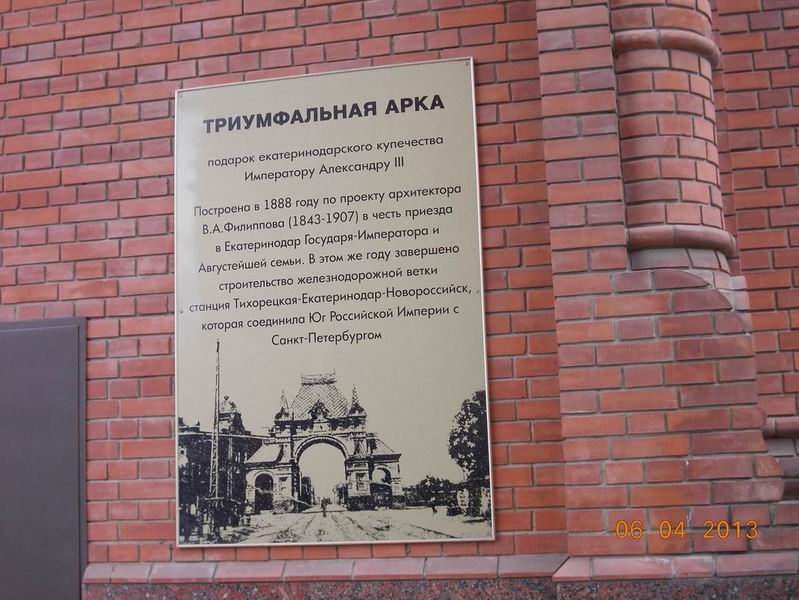 ТРИУМФАЛЬНАЯ АРКА
подарок екатеринодарского купечества
Императору Александру III
Построена в 1888 году по проекту архитектора
В.А.Филиппова (1843-1907) в честь приезда
в Екатеринодар Государя-Императора и
Августейшей семьи. В этом же году завершено
строительство железнодорожной ветки
станция Тихорецкая-Екатеринодар-Новороссийск,
которая соединила Юг Российской Империи с
Санкт-Петербургом
06 04 2013